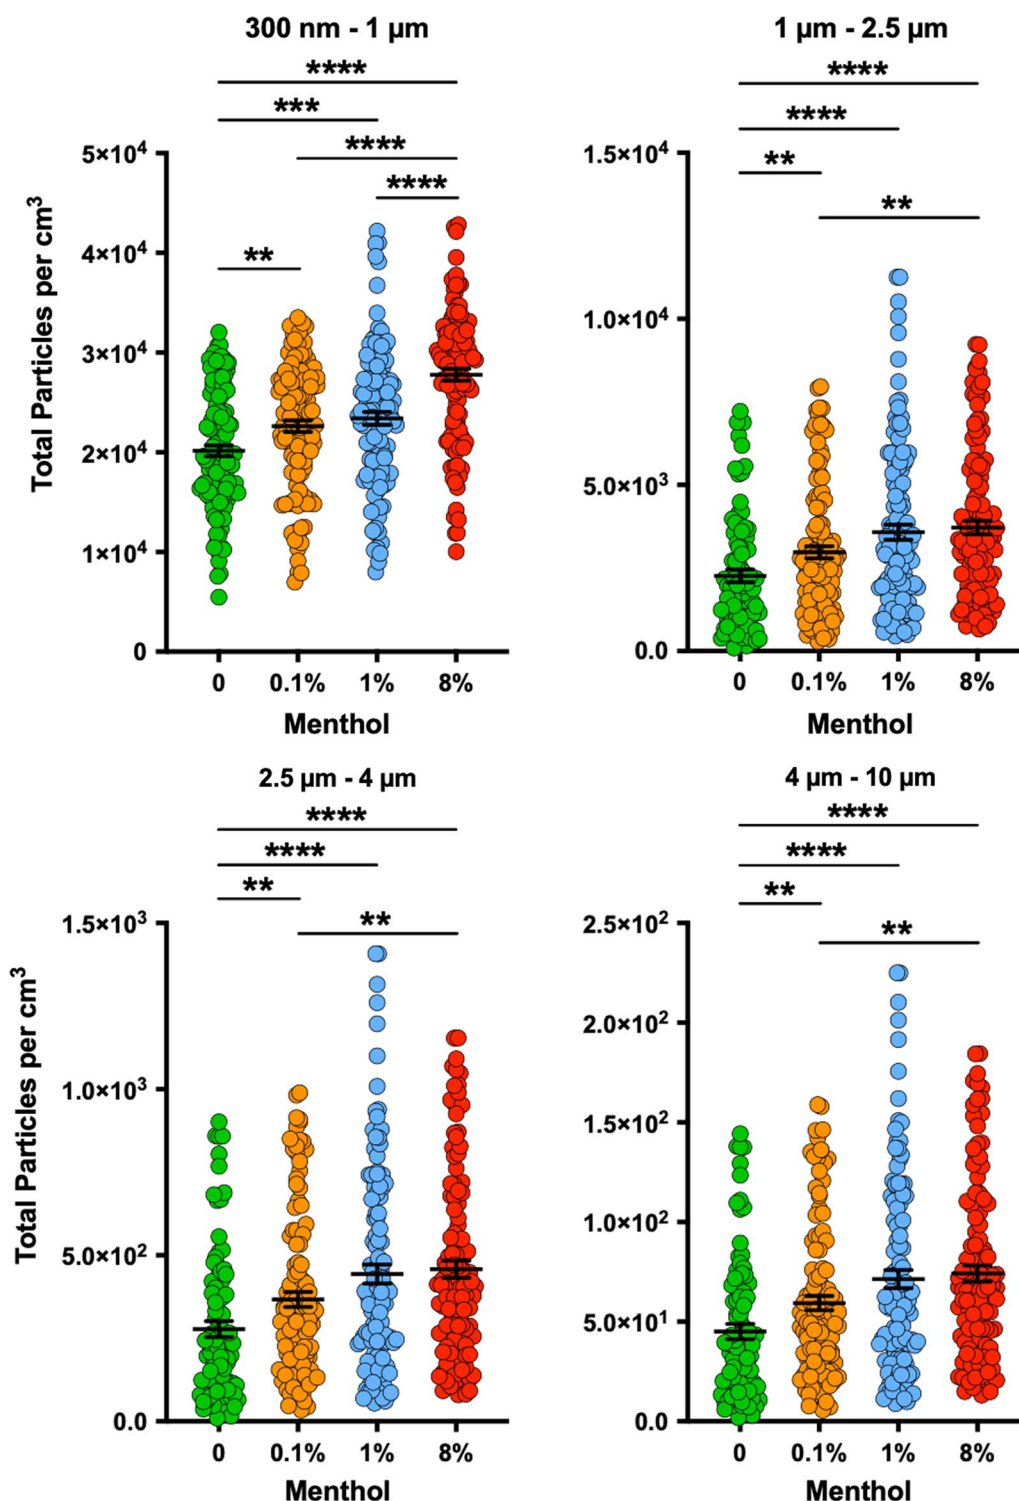 300 nm - 1 µm
****
***
****
****
**
5×10⁴
4×10⁴
3×10⁴
2×10⁴
1×10⁴
0
Total Particles per cm³
0 0.1% 1% 8%
Menthol
1 µm - 2.5 µm
****
****
**
**
1.5×10⁴
1.0×10⁴
5.0×10³
0.0
0 0.1% 1% 8%
Menthol
2.5 µm - 4 µm
****
****
**
**
1.5×10³
1.0×10³
5.0×10²
0.0
Total Particles per cm³
0 0.1% 1% 8%
Menthol
4 µm - 10 µm
****
****
**
**
2.5×10²
2.0×10²
1.5×10²
1.0×10²
5.0×10¹
0.0
0 0.1% 1% 8%
Menthol